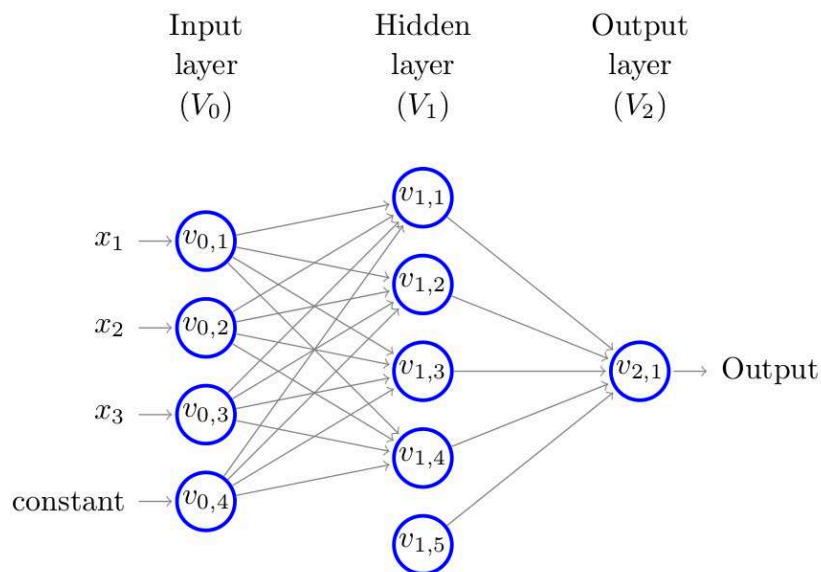 Input
layer
(V₀)
Hidden
layer
(V₁)
Output
layer
(V₂)
x₁
x₂
x₃
constant
v₀,₁
v₀,₂
v₀,₃
v₀,₄
v₁,₁
v₁,₂
v₁,₃
v₁,₄
v₁,₅
v₂,₁
Output